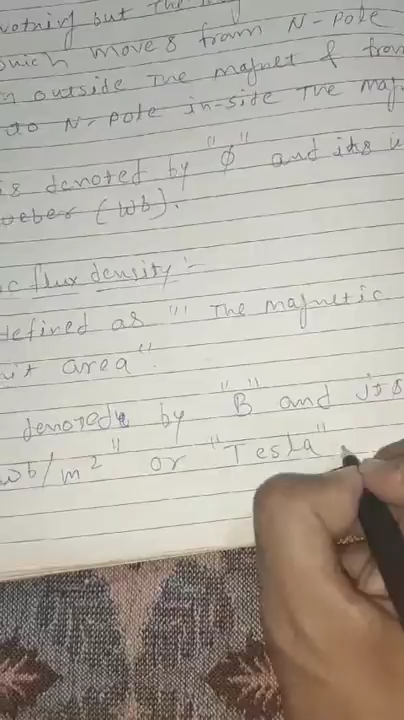 nothing but the
which moves from N-Pole
outside the magnet & from
to N-Pole in-side the mag
is denoted by "Φ" and its u
weber (Wb).
c flux density :-
defined as "" The magnetic
it area".
denoted by "B" and its
wb/m²" or "Tesla"